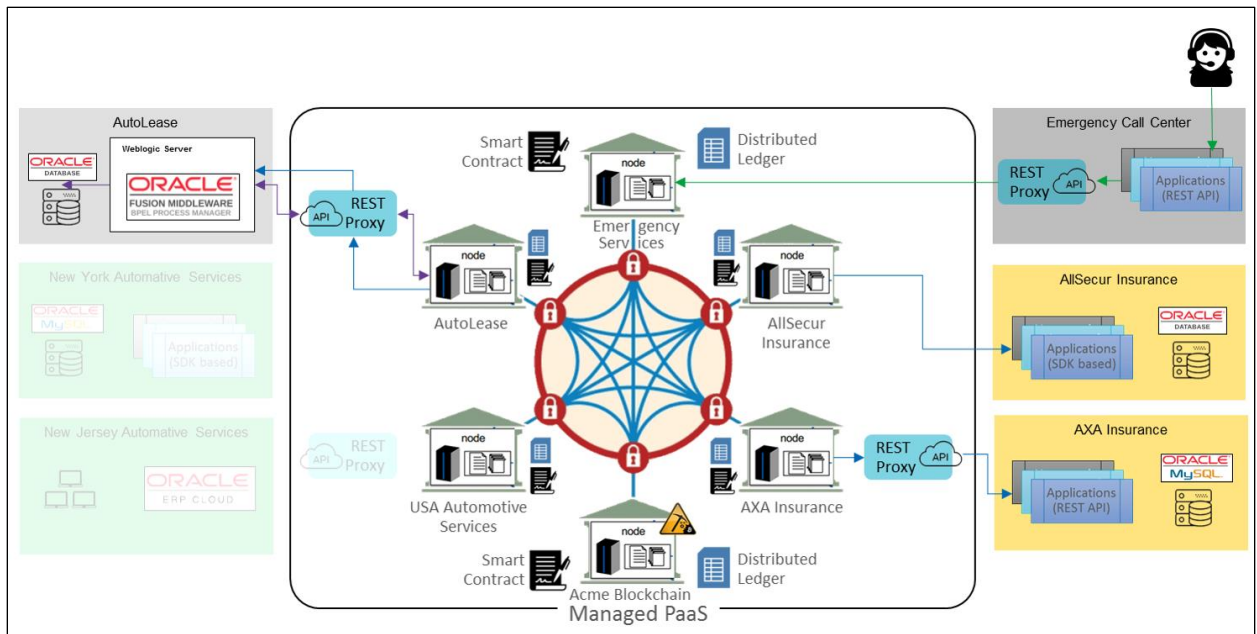 AutoLease
Weblogic Server
ORACLE
DATABASE
ORACLE
FUSION MIDDLEWARE
BPEL PROCESS MANAGER
New York Automative Services
ORACLE
MySQL
Applications
(SDK based)
New Jersey Automative Services
ORACLE
ERP CLOUD
API
REST
Proxy
API
REST
Proxy
Smart
Contract
node
Distributed
Ledger
Emergency
Services
node
AutoLease
node
AllSecur
Insurance
node
USA Automotive
Services
node
AXA Insurance
REST
Proxy
API
Smart
Contract
node
Distributed
Ledger
Acme Blockchain
Managed PaaS
Emergency Call Center
REST
Proxy
API
Applications
(REST API)
AllSecur Insurance
Applications
(SDK based)
ORACLE
DATABASE
AXA Insurance
Applications
(REST API)
ORACLE
MySQL